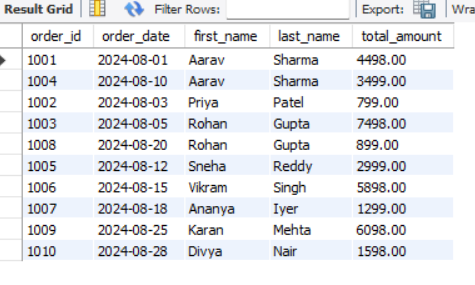 Result Grid Filter Rows: Export: Wra
order_id order_date first_name last_name total_amount
1001 2024-08-01 Aarav Sharma 4498.00
1004 2024-08-10 Aarav Sharma 3499.00
1002 2024-08-03 Priya Patel 799.00
1003 2024-08-05 Rohan Gupta 7498.00
1008 2024-08-20 Rohan Gupta 899.00
1005 2024-08-12 Sneha Reddy 2999.00
1006 2024-08-15 Vikram Singh 5898.00
1007 2024-08-18 Ananya Iyer 1299.00
1009 2024-08-25 Karan Mehta 6098.00
1010 2024-08-28 Divya Nair 1598.00